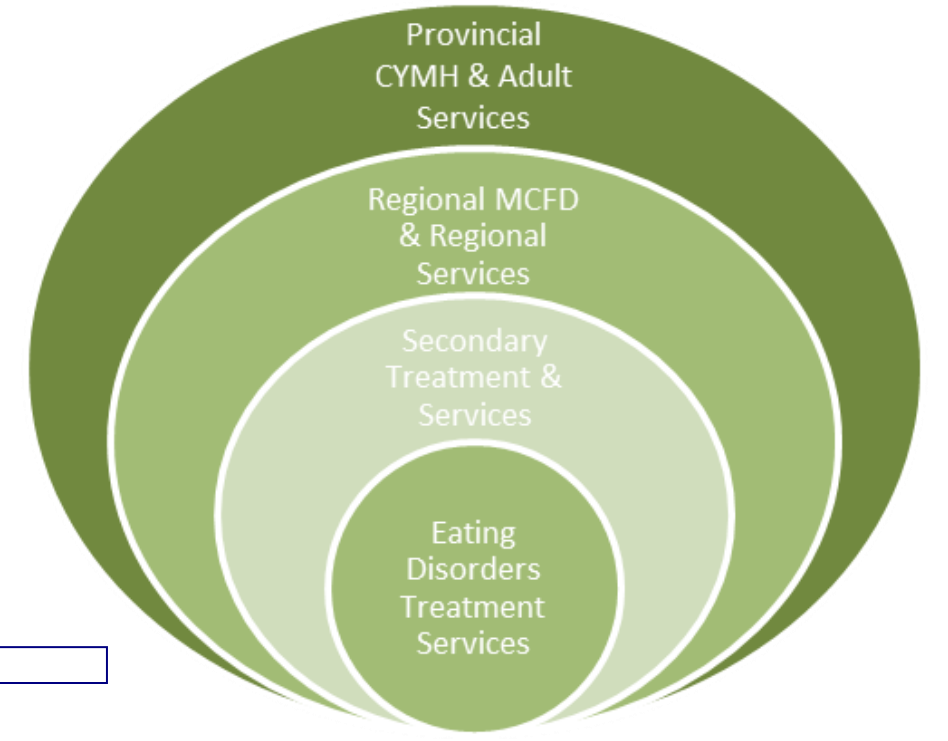 Provincial
CYMH & Adult
Services
Regional MCFD
& Regional
Services
Secondary
Treatment &
Services
Eating
Disorders
Treatment
Services